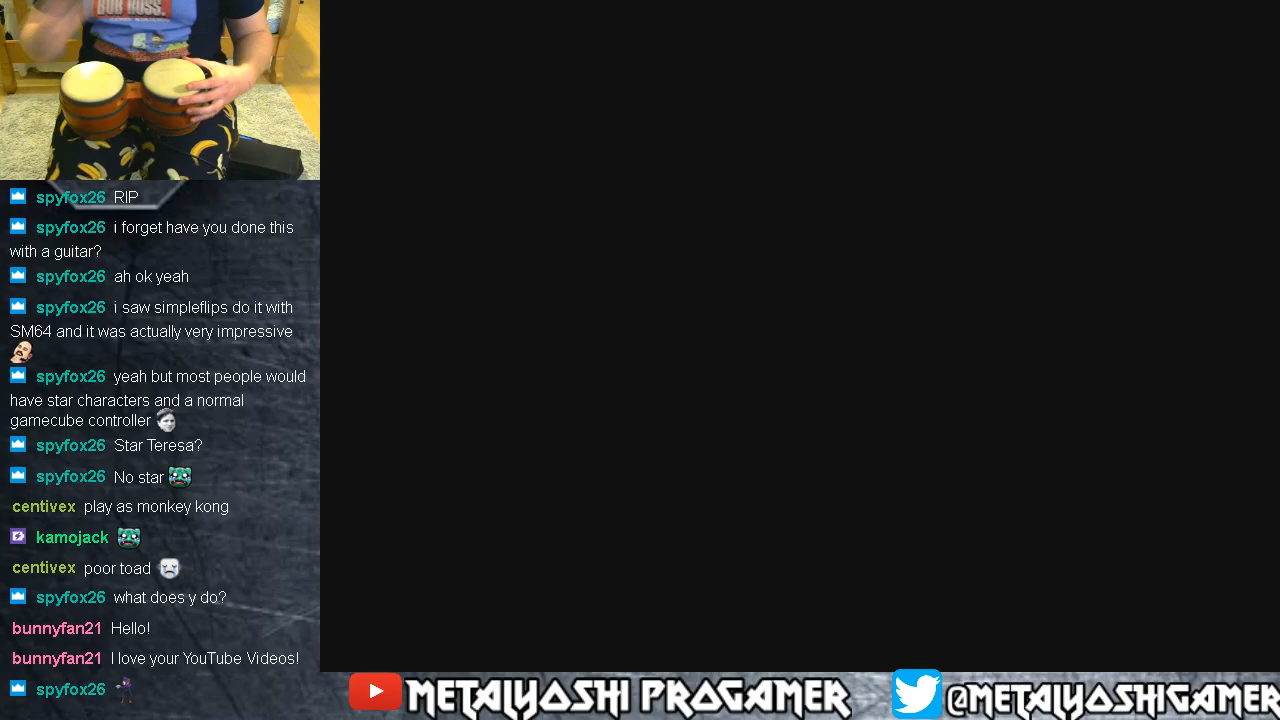 BOB ROSS.
spyfox26 RIP
spyfox26 i forget have you done this
with a guitar?
spyfox26 ah ok yeah
spyfox26 i saw simpleflips do it with
SM64 and it was actually very impressive
spyfox26 yeah but most people would
have star characters and a normal
gamecube controller
spyfox26 Star Teresa?
spyfox26 No star
centivex play as monkey kong
kamojack
centivex poor toad
spyfox26 what does y do?
bunnyfan21 Hello!
bunnyfan21 I love your YouTube Videos!
spyfox26
METALYOSHI PROGAMER @METALYOSHIGAMER